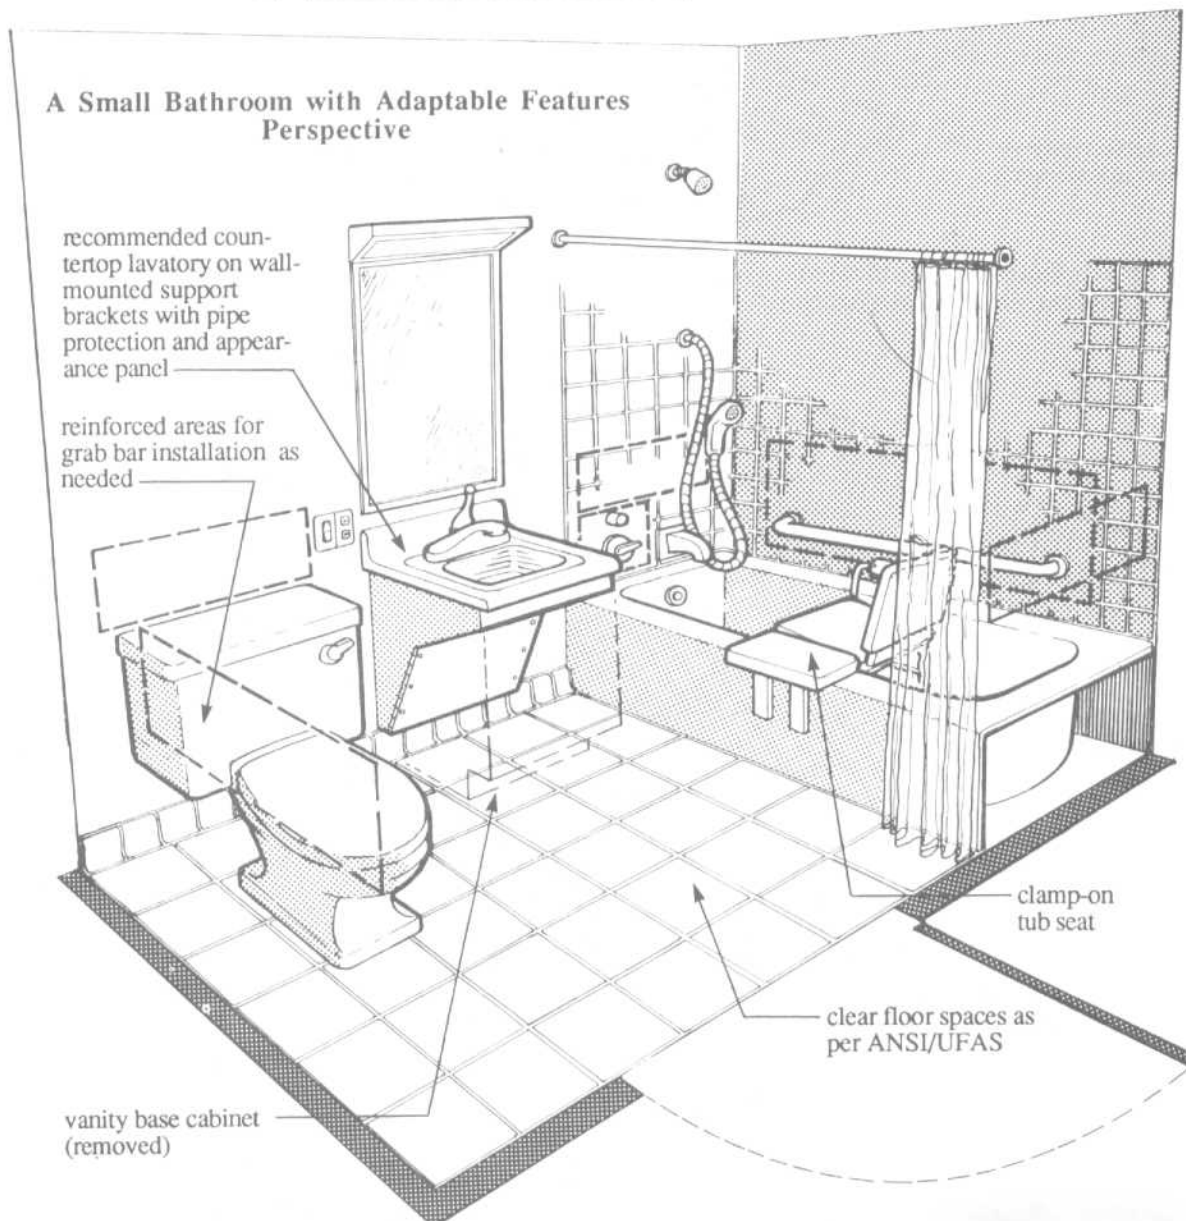 A Small Bathroom with Adaptable Features
Perspective
recommended coun-
tertop lavatory on wall-
mounted support
brackets with pipe
protection and appear-
ance panel
reinforced areas for
grab bar installation as
needed
clamp-on
tub seat
clear floor spaces as
per ANSI/UFAS
vanity base cabinet
(removed)